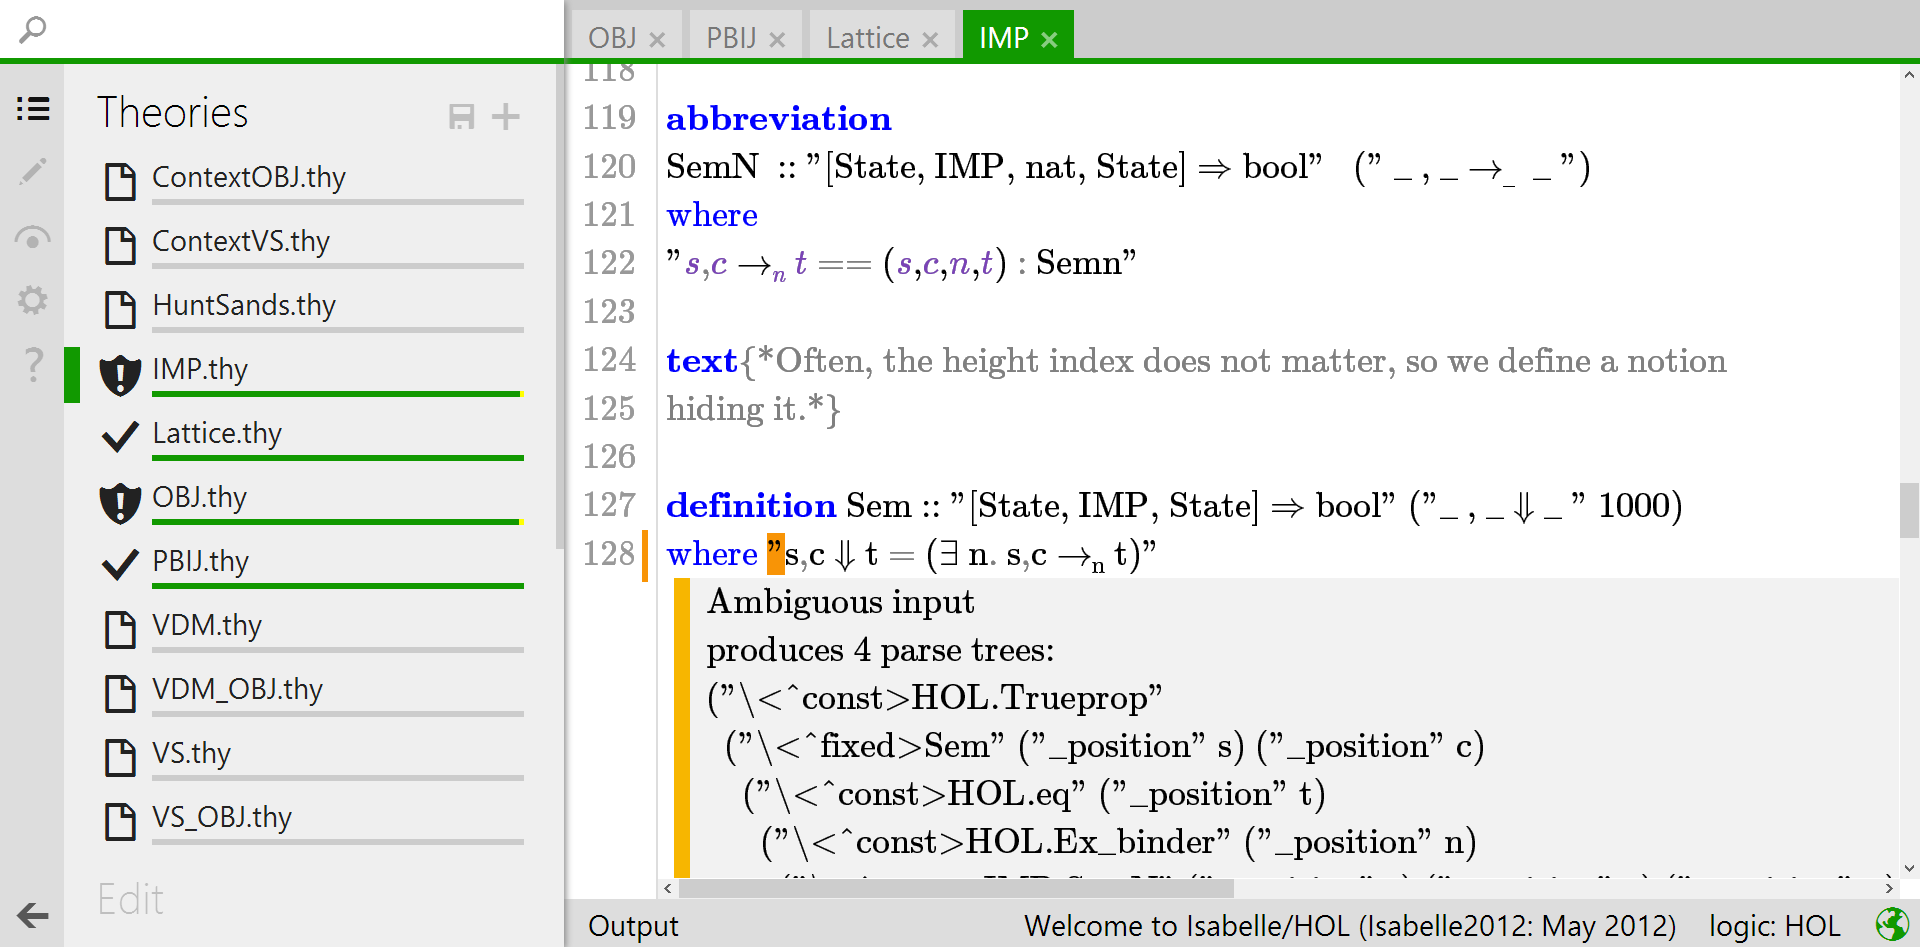 OBJ × PBIJ × Lattice × IMP ×
Theories
ContextOBJ.thy
ContextVS.thy
HuntSands.thy
IMP.thy
Lattice.thy
OBJ.thy
PBIJ.thy
VDM.thy
VDM_OBJ.thy
VS.thy
VS_OBJ.thy
Edit
118
119 abbreviation
120 SemN :: "[State, IMP, nat, State] ⇒ bool" (" _ , _ →_ _ ")
121 where
122 "s,c →n t == (s,c,n,t) : Semn"
123
124 text{*Often, the height index does not matter, so we define a notion
125 hiding it.*}
126
127 definition Sem :: "[State, IMP, State] ⇒ bool" ("_ , _ ⇓ _ " 1000)
128 where "s,c ⇓ t = (∃ n. s,c →n t)"
Ambiguous input
produces 4 parse trees:
("\<^const>HOL.Trueprop"
("\<^fixed>Sem" ("_position" s) ("_position" c)
("\<^const>HOL.eq" ("_position" t)
("\<^const>HOL.Ex_binder" ("_position" n)
Output Welcome to Isabelle/HOL (Isabelle2012: May 2012) logic: HOL